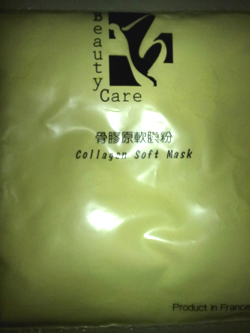 Beauty
Care
骨膠原軟膜粉
Collagen Soft Mask
Product in France